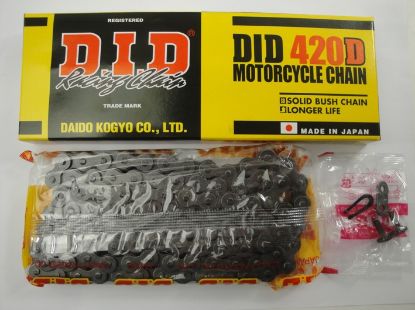 REGISTERED
DID®
Racing Chain
TRADE MARK
DAIDO KOGYO CO., LTD.
DID 420D
MOTORCYCLE CHAIN
SOLID BUSH CHAIN
LONGER LIFE
MADE IN JAPAN